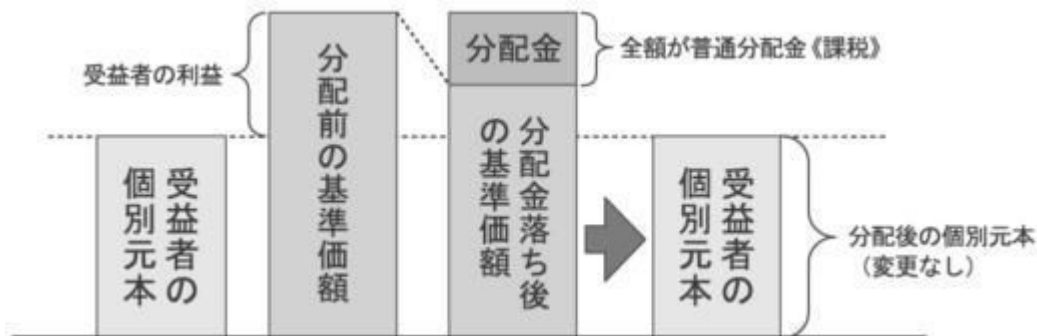 受益者の利益
受益者の
個別元本
分配前の基準価額
分配金
全額が普通分配金《課税》
分配金落ち後
の基準価額
受益者の
個別元本
分配後の個別元本
（変更なし）